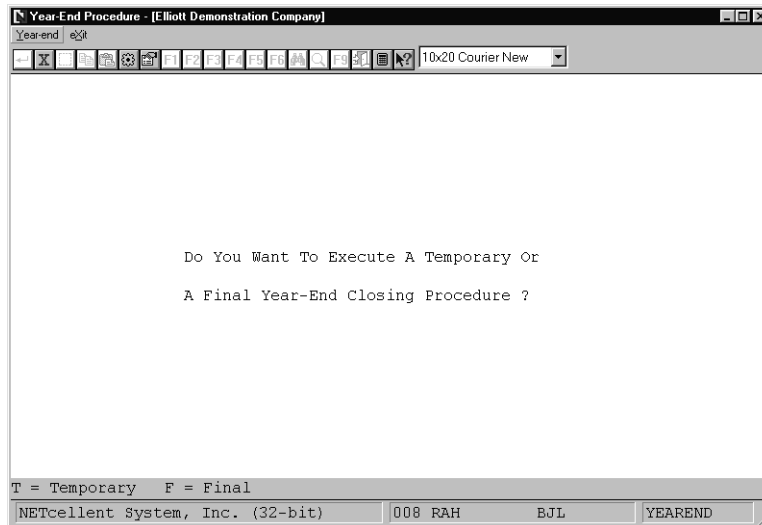 Year-End Procedure - [Elliott Demonstration Company]
Year-end eXit
X F1 F2 F3 F4 F5 F6 F9 ? 10x20 Courier New
Do You Want To Execute A Temporary Or
A Final Year-End Closing Procedure ?
T = Temporary F = Final
NETcellent System, Inc. (32-bit) 008 RAH BJL YEAREND